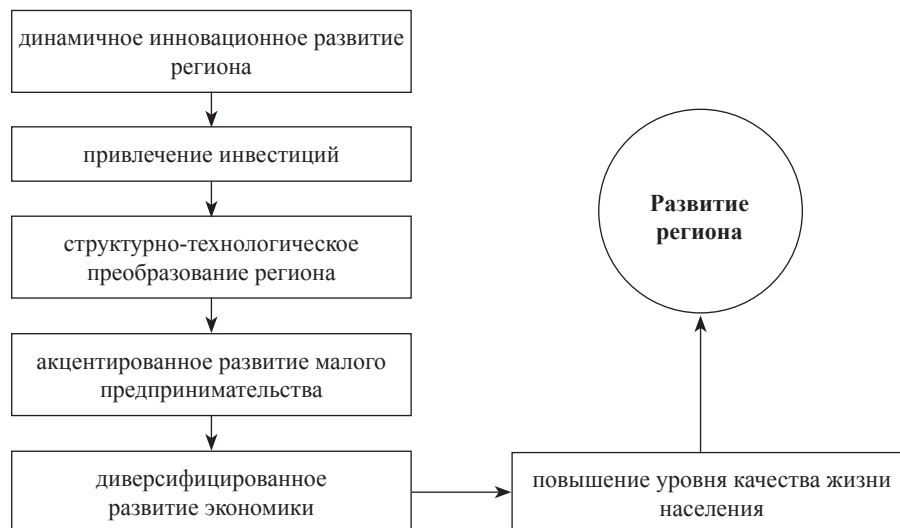 динамичное инновационное развитие
региона
привлечение инвестиций
структурно-технологическое
преобразование региона
акцентированное развитие малого
предпринимательства
диверсифицированное
развитие экономики
повышение уровня качества жизни
населения
Развитие
региона